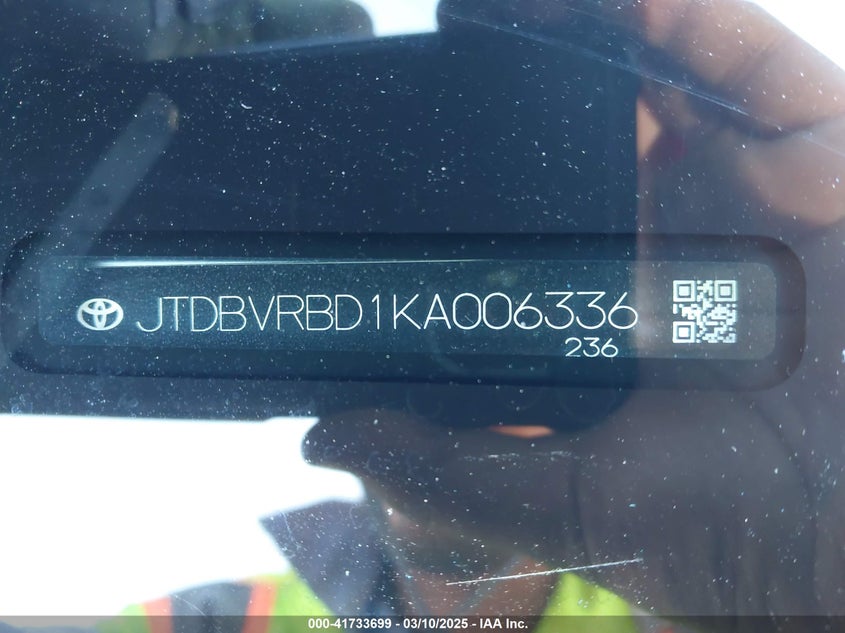 JTDBVRBD1KA006336
236
000-41733699 - 03/10/2025 - IAA Inc.